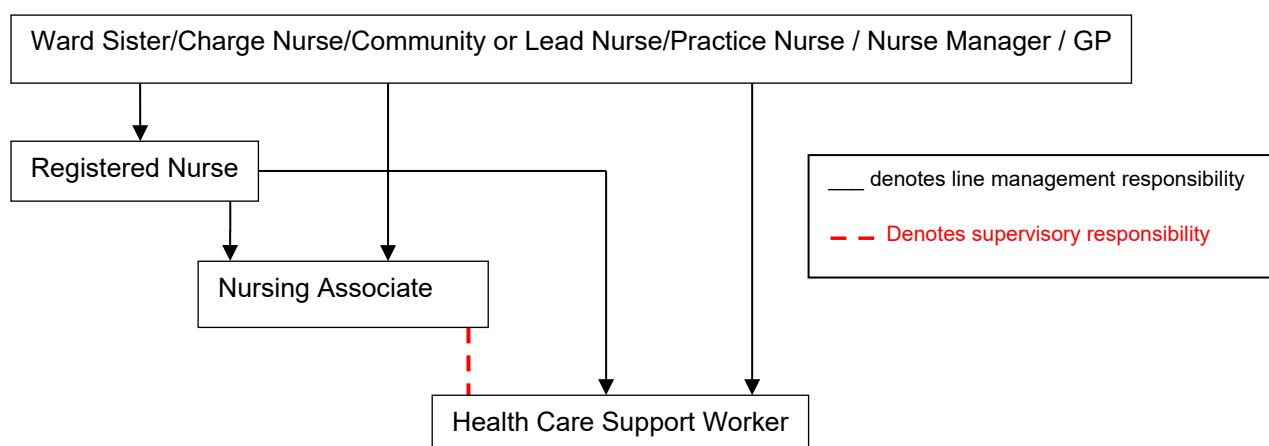 Ward Sister/Charge Nurse/Community or Lead Nurse/Practice Nurse / Nurse Manager / GP
Registered Nurse
___ denotes line management responsibility
Denotes supervisory responsibility
Nursing Associate
Health Care Support Worker